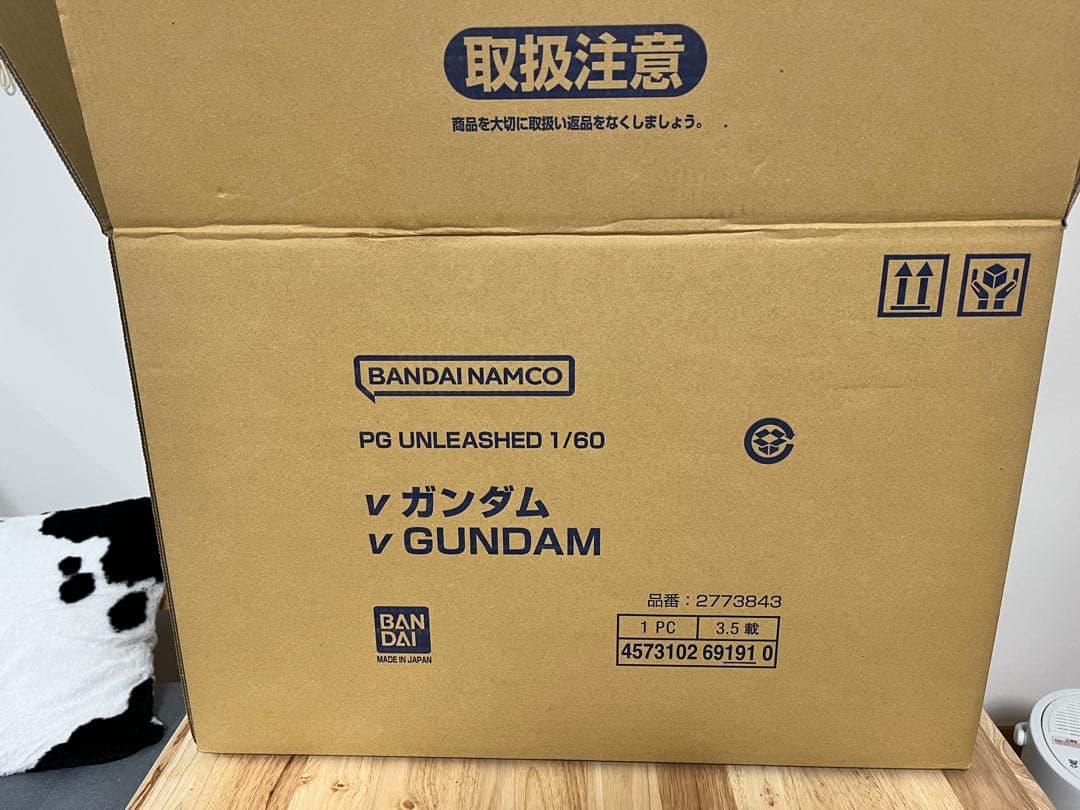 取扱注意
商品を大切に取扱い返品をなくしましょう。
BANDAI NAMCO
PG UNLEASHED 1/60
ν ガンダム
ν GUNDAM
品番：2773843
1 PC 3.5 載
4573102 69191 0
BAN
DAI
MADE IN JAPAN